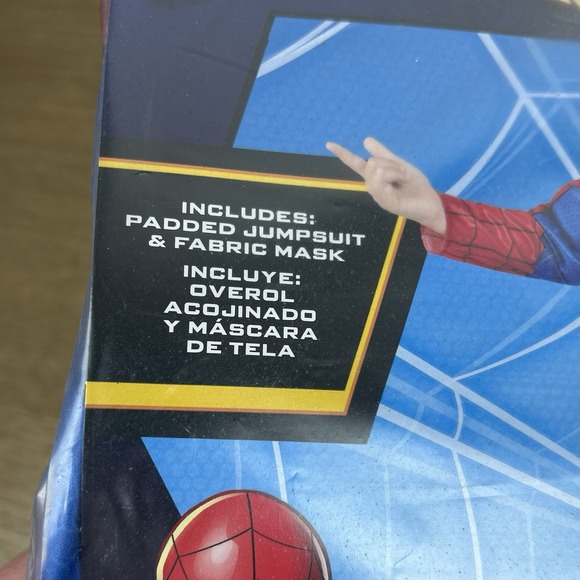 INCLUDES:
PADDED JUMPSUIT
& FABRIC MASK
INCLUYE:
OVEROL
ACOJINADO
Y MÁSCARA
DE TELA